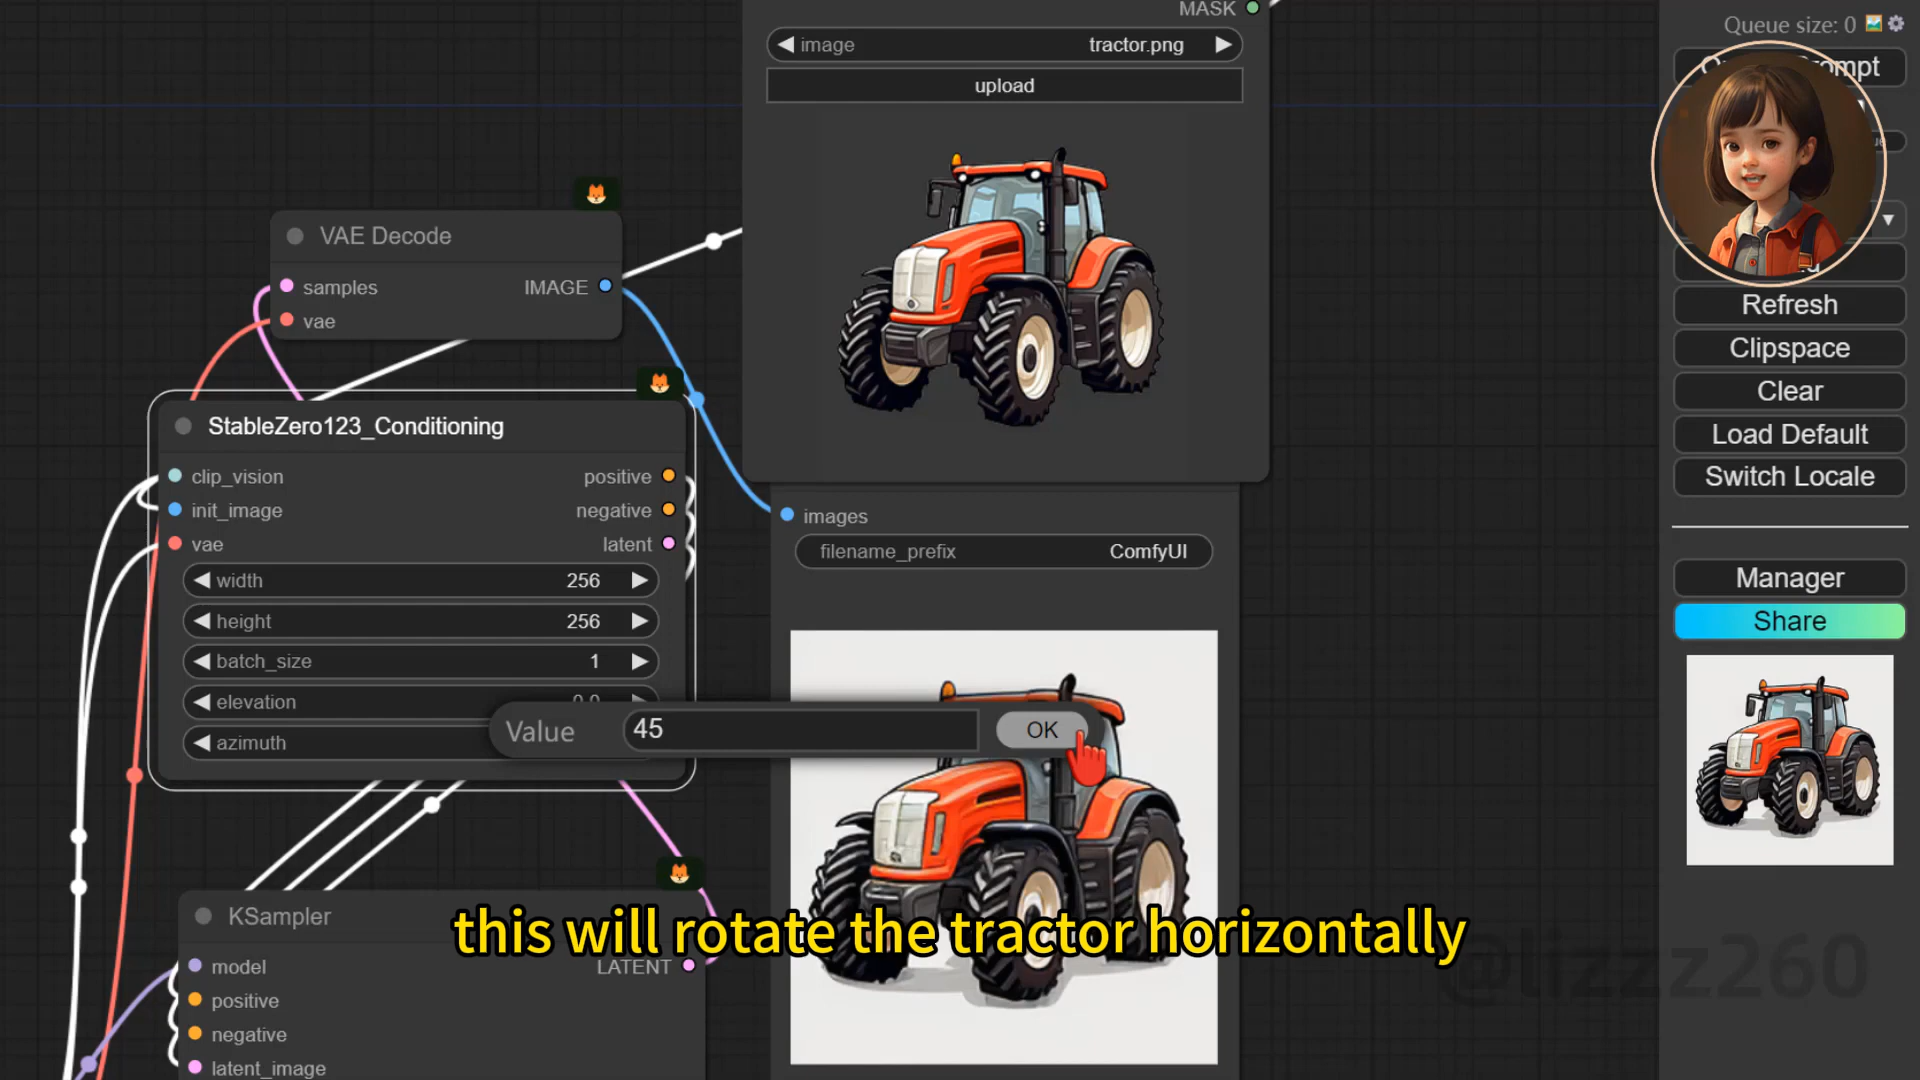 MASK
image tractor.png
upload
VAE Decode
samples IMAGE
vae
StableZero123_Conditioning
clip_vision positive
init_image negative
vae latent
width 256
height 256
batch_size 1
elevation 0.0
azimuth
Value 45 OK
images
filename_prefix ComfyUI
KSampler
model LATENT
positive
negative
latent_image
this will rotate the tractor horizontally
@lizzz260
Queue size: 0
Refresh
Clipspace
Clear
Load Default
Switch Locale
Manager
Share